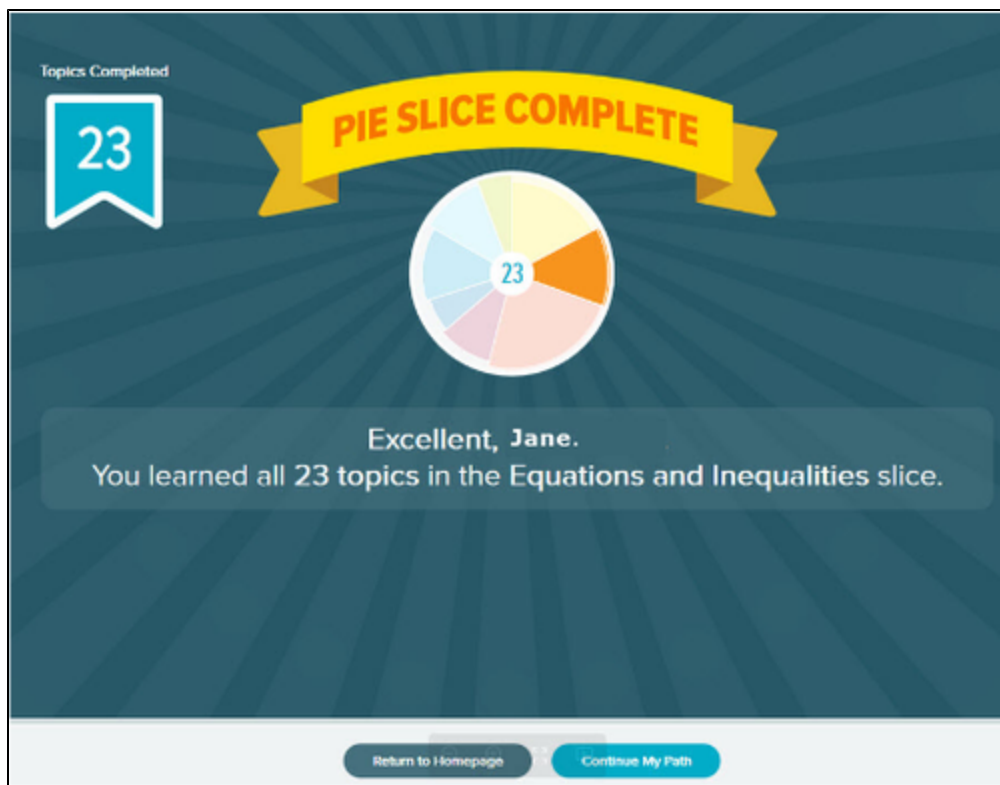 Topics Completed
23
PIE SLICE COMPLETE
23
Excellent, Jane.
You learned all 23 topics in the Equations and Inequalities slice.
Return to Homepage
Continue My Path